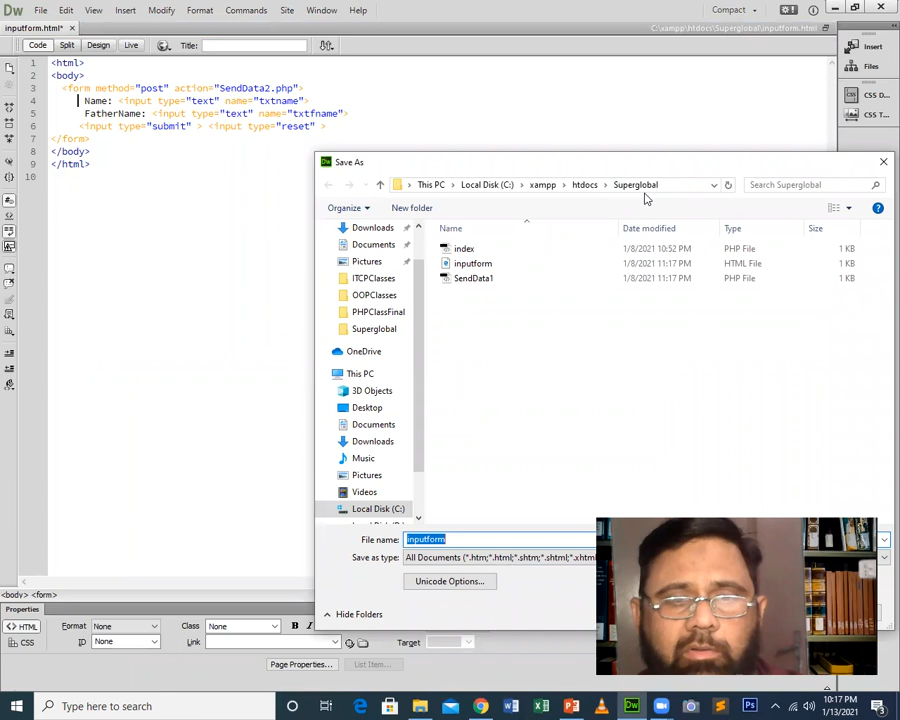 Dw File Edit View Insert Modify Format Commands Site Window Help Compact
inputform.html* × C:\xampp\htdocs\Superglobal\inputform.html
Code Split Design Live Title:
1 <html>
2 <body>
3 <form method="post" action="SendData2.php">
4 Name: <input type="text" name="txtname">
5 FatherName: <input type="text" name="txtfname">
6 <input type="submit" > <input type="reset" >
7 </form>
8 </body>
9 </html>
10
Insert
Files
CSS D...
CSS T...
Dw Save As
This PC > Local Disk (C:) > xampp > htdocs > Superglobal Search Superglobal
Organize New folder
Name Date modified Type Size
index 1/8/2021 10:52 PM PHP File 1 KB
inputform 1/8/2021 11:17 PM HTML File 1 KB
SendData1 1/8/2021 11:17 PM PHP File 1 KB
Downloads
Documents
Pictures
ITCPClasses
OOPClasses
PHPClassFinal
Superglobal
OneDrive
This PC
3D Objects
Desktop
Documents
Downloads
Music
Pictures
Videos
Local Disk (C:)
File name: inputform
Save as type: All Documents (*.htm;*.html;*.shtm;*.shtml;*.xhtml
Unicode Options...
Hide Folders
<body> <form>
Properties
<> HTML Format None Class None B I
CSS ID None Link Target
Page Properties... List Item...
Type here to search
10:17 PM
1/13/2021
3